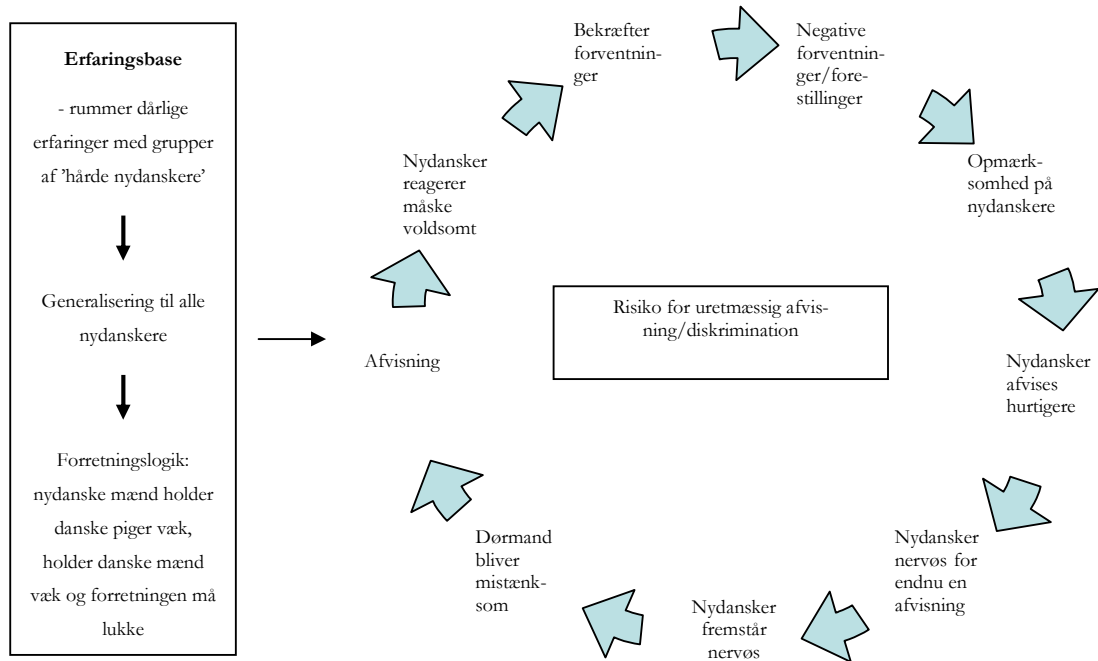 Erfaringsbase
- rummer dårlige
erfaringer med grupper
af ’hårde nydanskere’
Generalisering til alle
nydanskere
Forretningslogik:
nydanske mænd holder
danske piger væk,
holder danske mænd
væk og forretningen må
lukke
Bekræfter
forventnin-
ger
Negative
forventnin-
ger/fore-
stillinger
Opmærk-
somhed på
nydanskere
Nydansker
afvises
hurtigere
Nydansker
nervøs for
endnu en
afvisning
Nydansker
fremstår
nervøs
Dørmand
bliver
mistænk-
som
Afvisning
Nydansker
reagerer
måske
voldsomt
Risiko for uretmæssig afvis-
ning/diskrimination